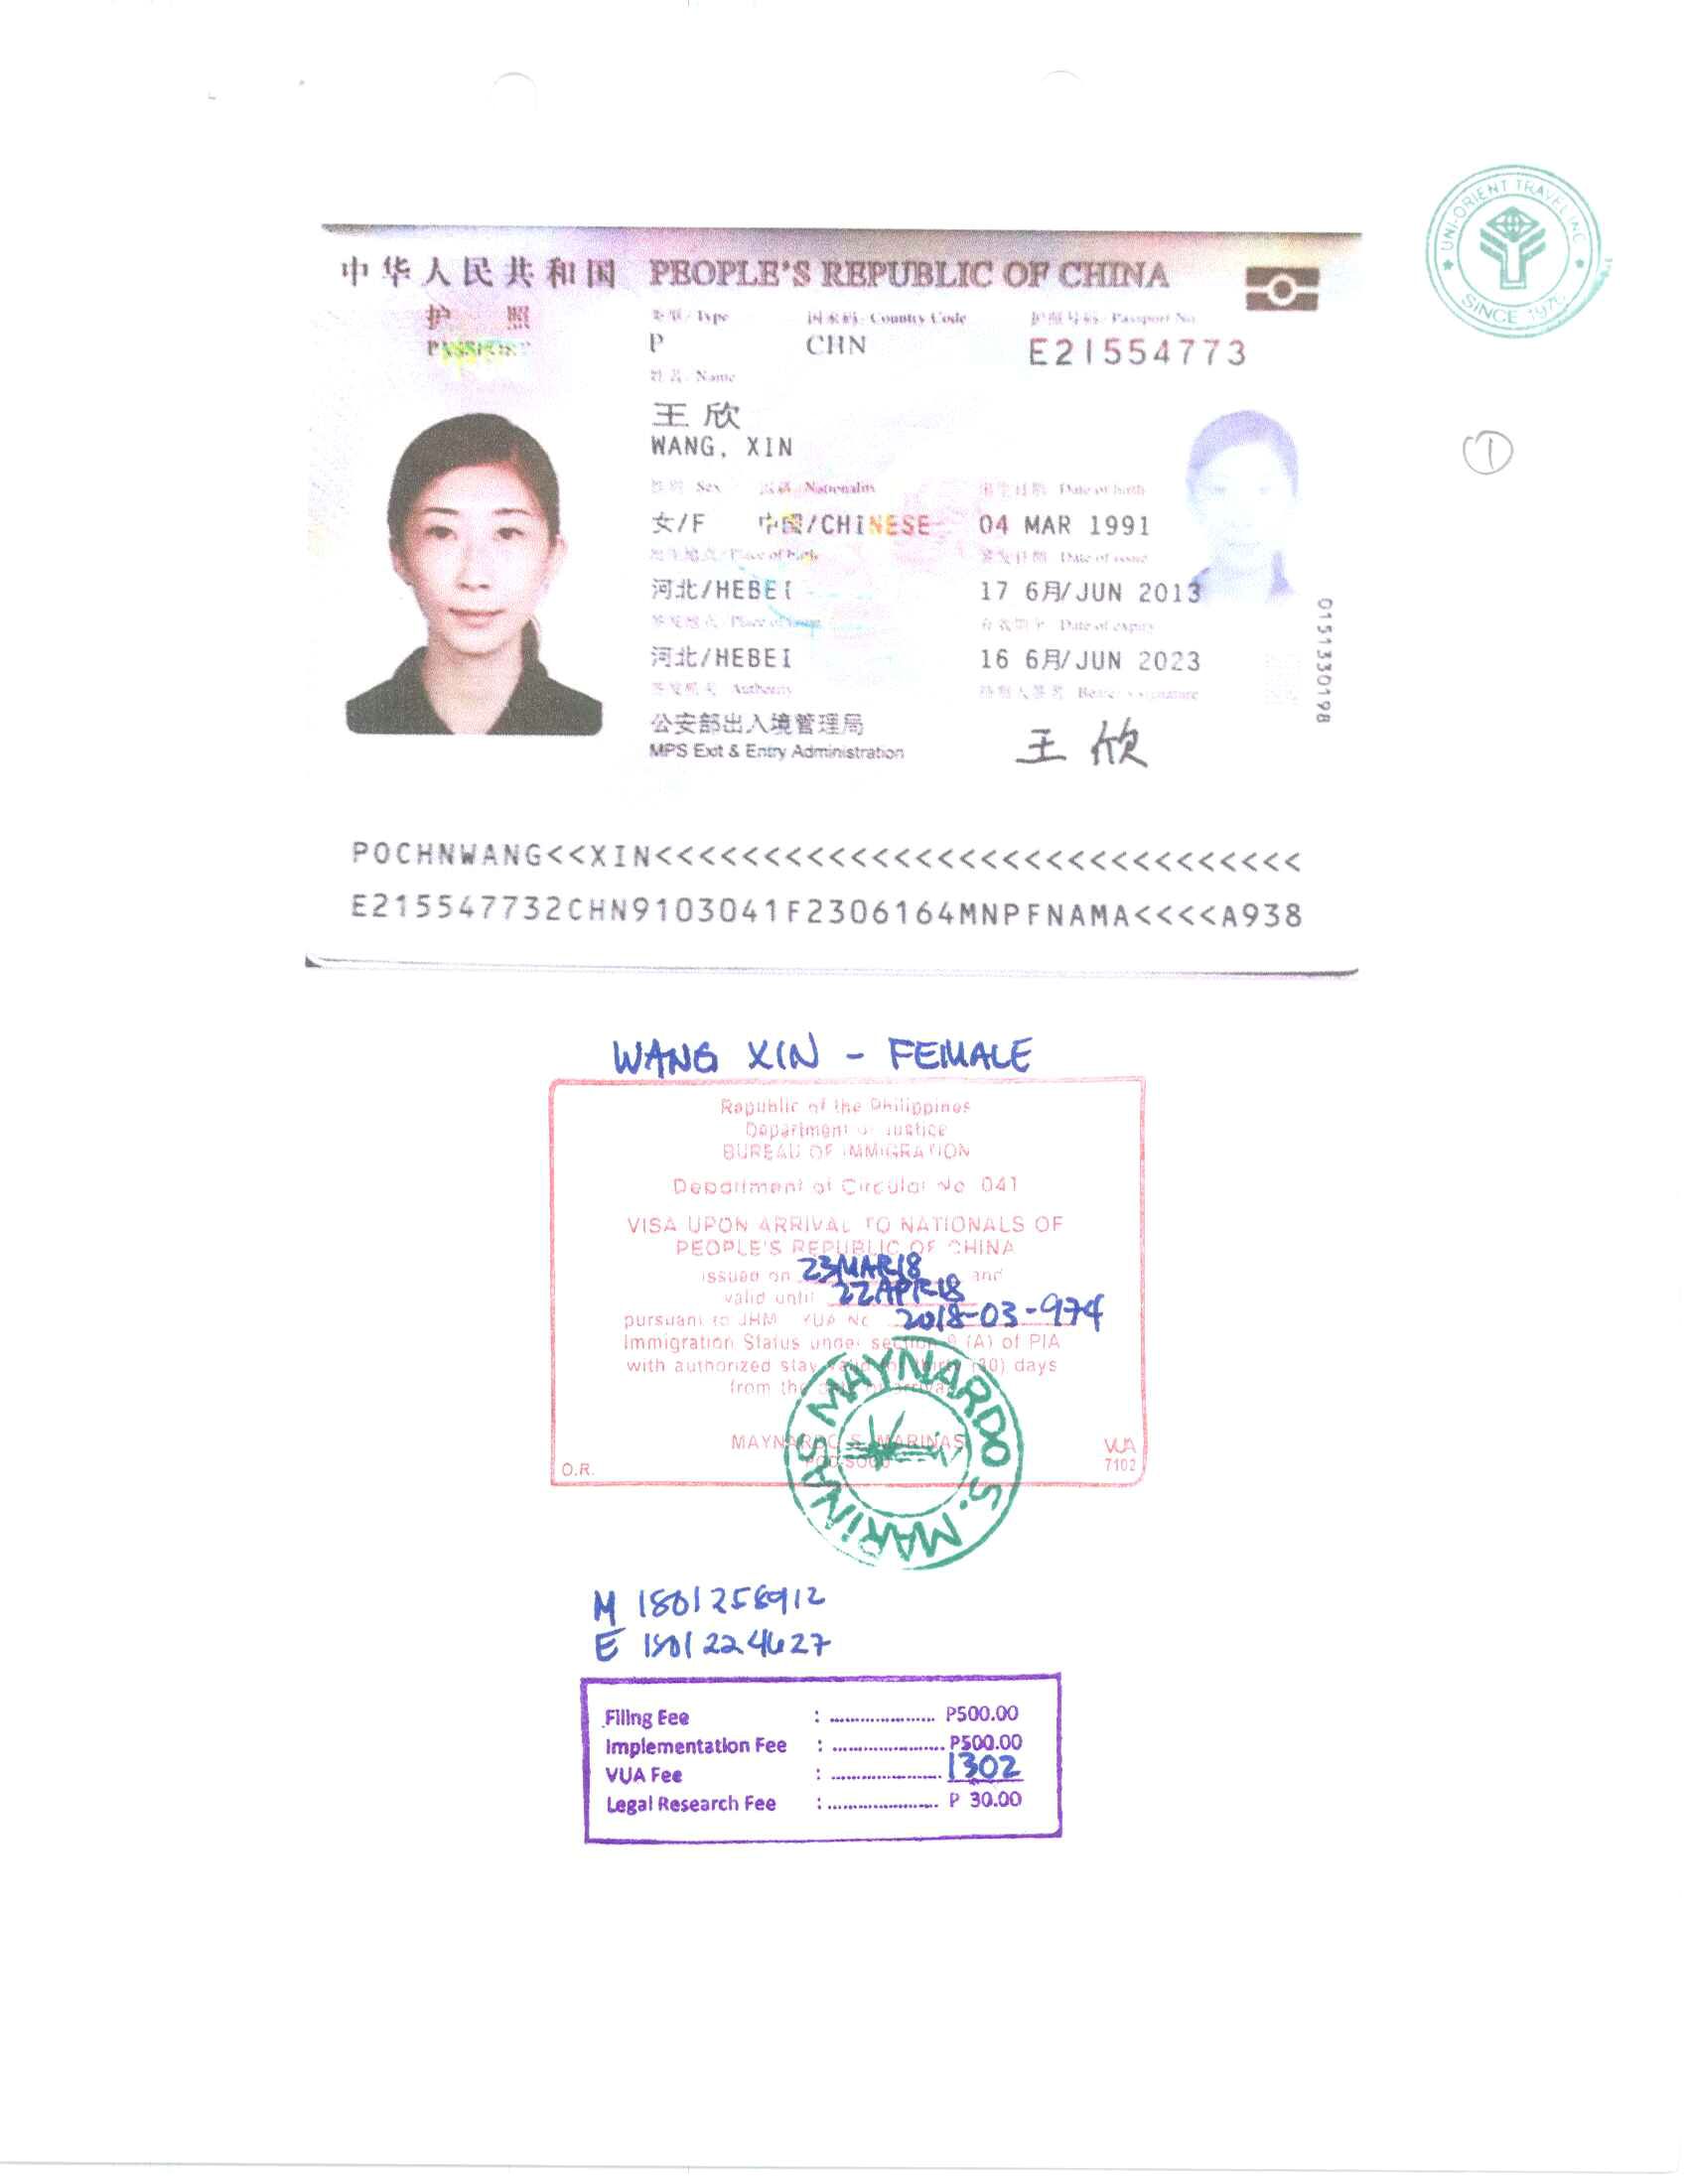 UNI-ORIENT TRAVEL INC
SINCE 197
中华人民共和国 PEOPLE'S REPUBLIC OF CHINA
护照
PASSPORT
类型 Type
国家码 Country Code
护照号码 Passport No
P
CHN
E21554773
姓名 Name
王欣
WANG, XIN
性别 Sex
国籍 Nationality
出生日期 Date of birth
女/F
中国/CHINESE
04 MAR 1991
出生地点 Place of birth
签发日期 Date of issue
河北/HEBEI
17 6月/JUN 2013
签发地点 Place of issue
有效期至 Date of expiry
河北/HEBEI
16 6月/JUN 2023
签发机关 Authority
持照人签名 Bearer's signature
公安部出入境管理局
MPS Exit & Entry Administration
王欣
0151330198
1
POCHNWANG<<XIN<<<<<<<<<<<<<<<<<<<<<<<<<<<<<<
E215547732CHN9103041F2306164MNPFNAMA<<<<A938
WANG XIN - FEMALE
Republic of the Philippines
Department of Justice
BUREAU OF IMMIGRATION
Department of Circular No 041
VISA UPON ARRIVAL TO NATIONALS OF
PEOPLE'S REPUBLIC OF CHINA
issued on 23MAR18 and
valid until 22APR18
pursuant to JHM VUA No 2018-03-974
Immigration Status under section 9 (A) of PIA
with authorized stay valid for thirty (30) days
from the date of arrival
MAYNARDO S. MARINAS
O.R.
VUA
7102
MAYNARDO S. MARIÑAS
M 1801258912
E 1801224627
Filing Fee : P500.00
Implementation Fee : P500.00
VUA Fee : 1302
Legal Research Fee : P 30.00